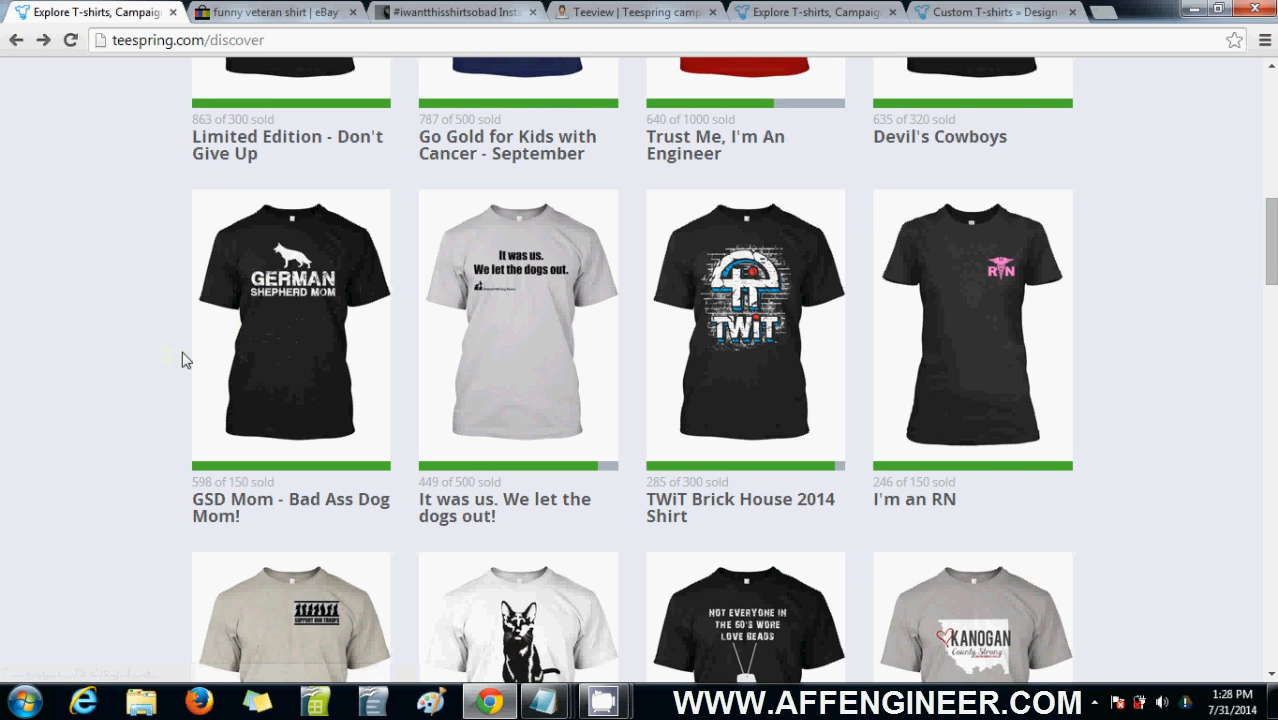 Explore T-shirts, Campaig
funny veteran shirt | eBay
#iwantthisshirtsobad Inst
Teeview | Teespring camp
Explore T-shirts, Campaig
Custom T-shirts » Design
teespring.com/discover
863 of 300 sold
Limited Edition - Don't
Give Up
787 of 500 sold
Go Gold for Kids with
Cancer - September
640 of 1000 sold
Trust Me, I'm An
Engineer
635 of 320 sold
Devil's Cowboys
GERMAN
SHEPHERD MOM
It was us.
We let the dogs out.
TWiT
RN
598 of 150 sold
GSD Mom - Bad Ass Dog
Mom!
449 of 500 sold
It was us. We let the
dogs out!
285 of 300 sold
TWiT Brick House 2014
Shirt
246 of 150 sold
I'm an RN
SUPPORT OUR TROOPS
NOT EVERYONE IN
THE 60'S WORE
LOVE BEADS
KANOGAN
County Strong
WWW.AFFENGINEER.COM
1:28 PM
7/31/2014